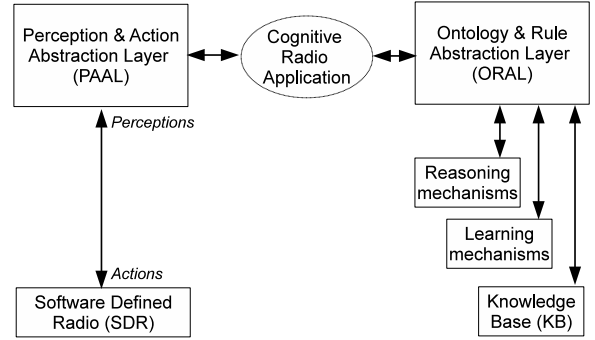 Perception & Action
Abstraction Layer
(PAAL)
Cognitive
Radio
Application
Ontology & Rule
Abstraction Layer
(ORAL)
Perceptions
Reasoning
mechanisms
Learning
mechanisms
Actions
Software Defined
Radio (SDR)
Knowledge
Base (KB)